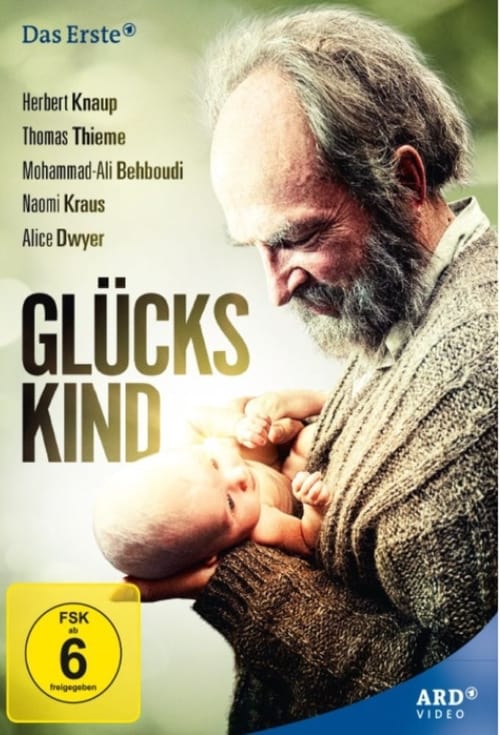 Das Erste
Herbert Knaup
Thomas Thieme
Mohammad-Ali Behboudi
Naomi Kraus
Alice Dwyer
GLÜCKS
KIND
FSK
ab
6
freigegeben
ARD
VIDEO